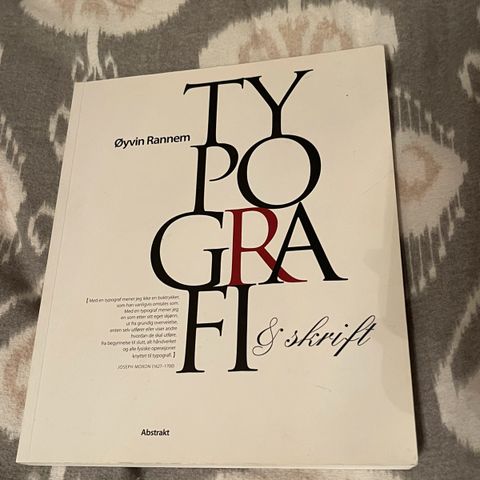 Øyvin Rannem
TY
PO
GRA
FI
& skrift
[ Med en typograf mener jeg ikke en boktrykker,
som han vanligvis omtales som.
Med en typograf mener jeg
en som etter sitt eget skjønn,
ut fra grundig overveielse,
enten selv utfører eller viser andre
hvordan de skal utføre,
fra begynnelse til slutt, alt håndverket
og alle fysiske operasjoner
knyttet til typografi. ]
JOSEPH MOXON (1627–1700)
Abstrakt